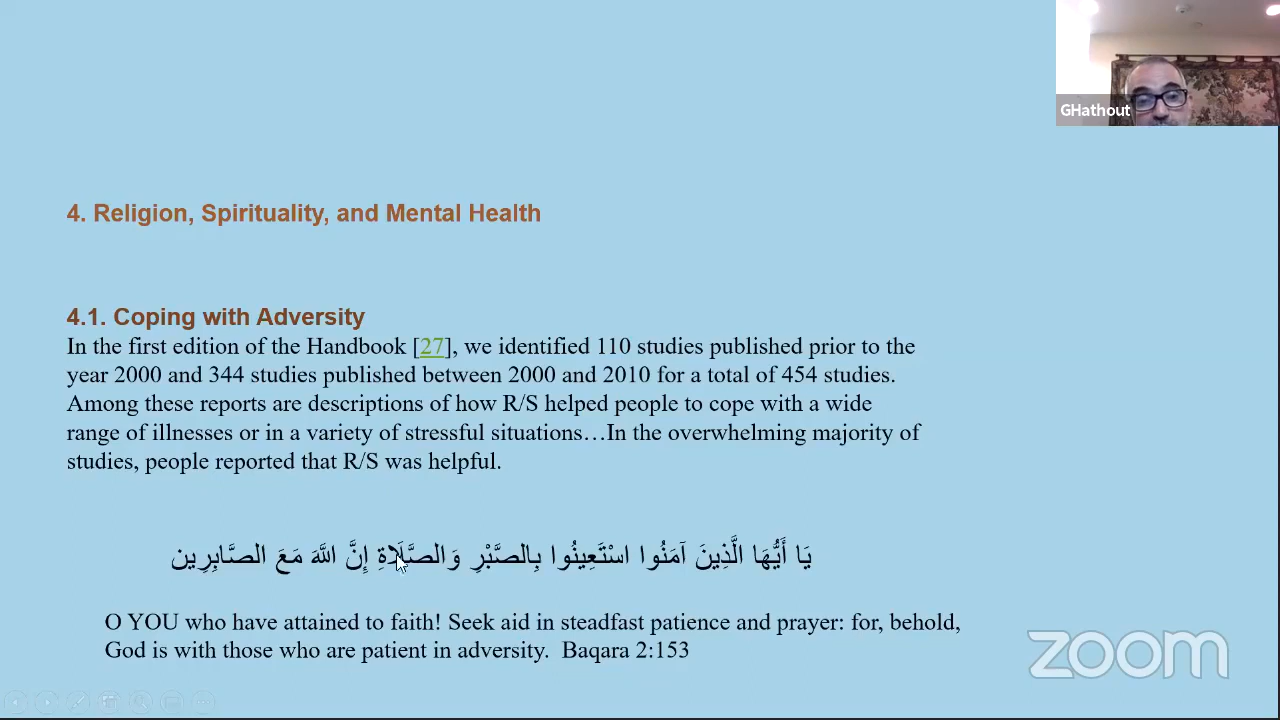 GHathout
4. Religion, Spirituality, and Mental Health
4.1. Coping with Adversity
In the first edition of the Handbook [27], we identified 110 studies published prior to the
year 2000 and 344 studies published between 2000 and 2010 for a total of 454 studies.
Among these reports are descriptions of how R/S helped people to cope with a wide
range of illnesses or in a variety of stressful situations…In the overwhelming majority of
studies, people reported that R/S was helpful.
يَا أَيُّهَا الَّذِينَ آمَنُوا اسْتَعِينُوا بِالصَّبْرِ وَالصَّلَاةِ إِنَّ اللَّهَ مَعَ الصَّابِرِين
O YOU who have attained to faith! Seek aid in steadfast patience and prayer: for, behold,
God is with those who are patient in adversity.  Baqara 2:153
zoom